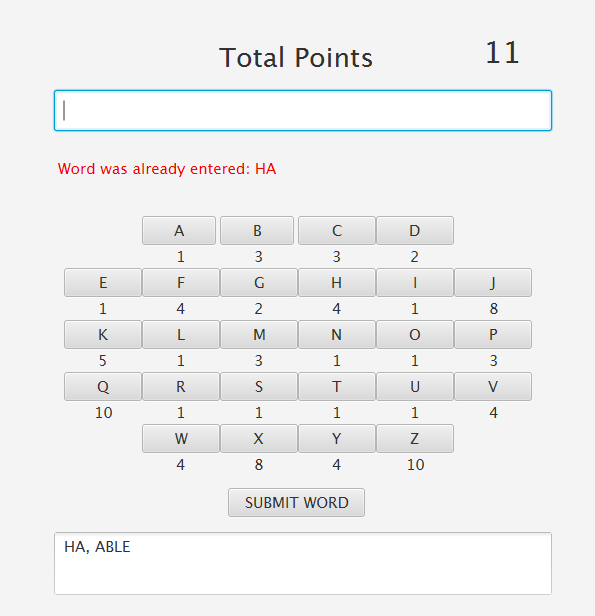 Total Points 11
Word was already entered: HA
A B C D
1 3 3 2
E F G H I J
1 4 2 4 1 8
K L M N O P
5 1 3 1 1 3
Q R S T U V
10 1 1 1 1 4
W X Y Z
4 8 4 10
SUBMIT WORD
HA, ABLE